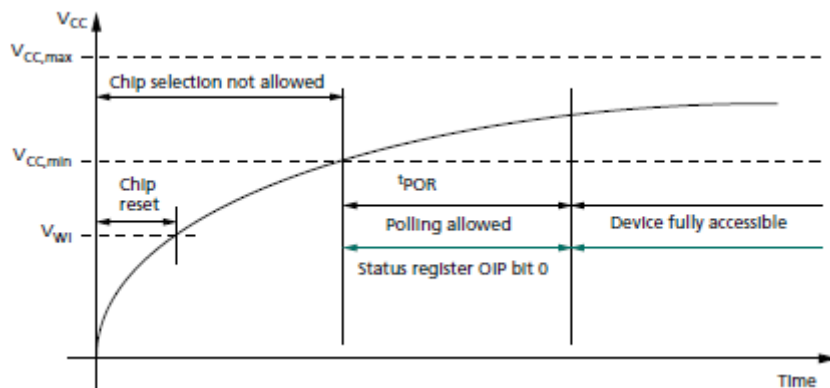 VCC
VCC,max
Chip selection not allowed
VCC,min
Chip
reset
tPOR
VWI
Polling allowed
Device fully accessible
Status register OIP bit 0
Time